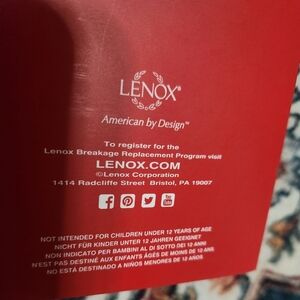 LENOX®
American by Design™
To register for the
Lenox Breakage Replacement Program visit
LENOX.COM
©Lenox Corporation
1414 Radcliffe Street Bristol, PA 19007
NOT INTENDED FOR CHILDREN UNDER 12 YEARS OF AGE
NICHT FÜR KINDER UNTER 12 JAHREN GEEIGNET
NON INDICATO PER BAMBINI AL DI SOTTO DEI 12 ANNI
N'EST PAS DESTINÉ AUX ENFANTS ÂGÉS DE MOINS DE 12 ANS
NO ESTÁ DESTINADO A NIÑOS MENORES DE 12 AÑOS